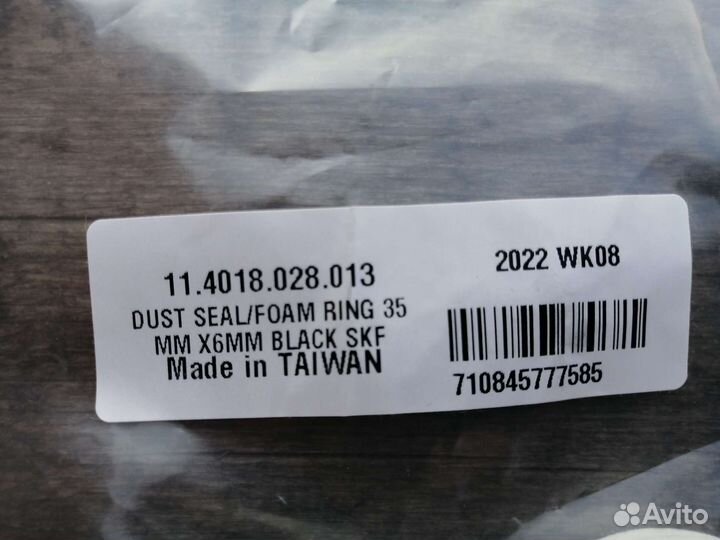 11.4018.028.013
DUST SEAL/FOAM RING 35
MM X6MM BLACK SKF
Made in TAIWAN
2022 WK08
710845777585
Avito